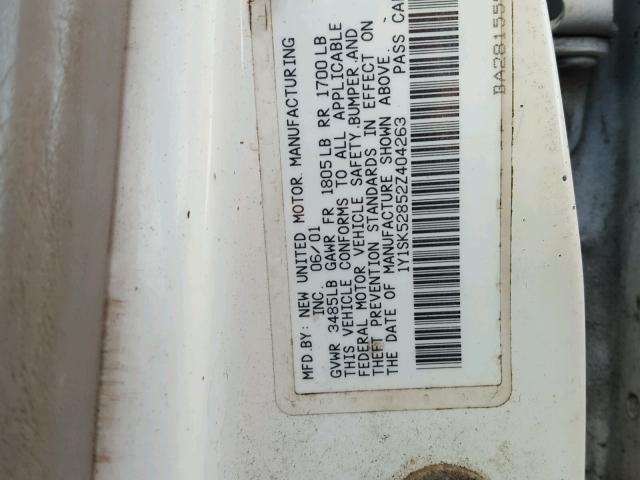 MFD.BY: NEW UNITED MOTOR MANUFACTURING
INC. 06/01
GVWR 3485LB GAWR FR 1805LB RR 1700LB
THIS VEHICLE CONFORMS TO ALL APPLICABLE
FEDERAL MOTOR VEHICLE SAFETY.BUMPER.AND
THEFT PREVENTION STANDARDS IN EFFECT ON
THE DATE OF MANUFACTURE SHOWN ABOVE.
1Y1SK52852Z404263 PASS CAR
BA28155